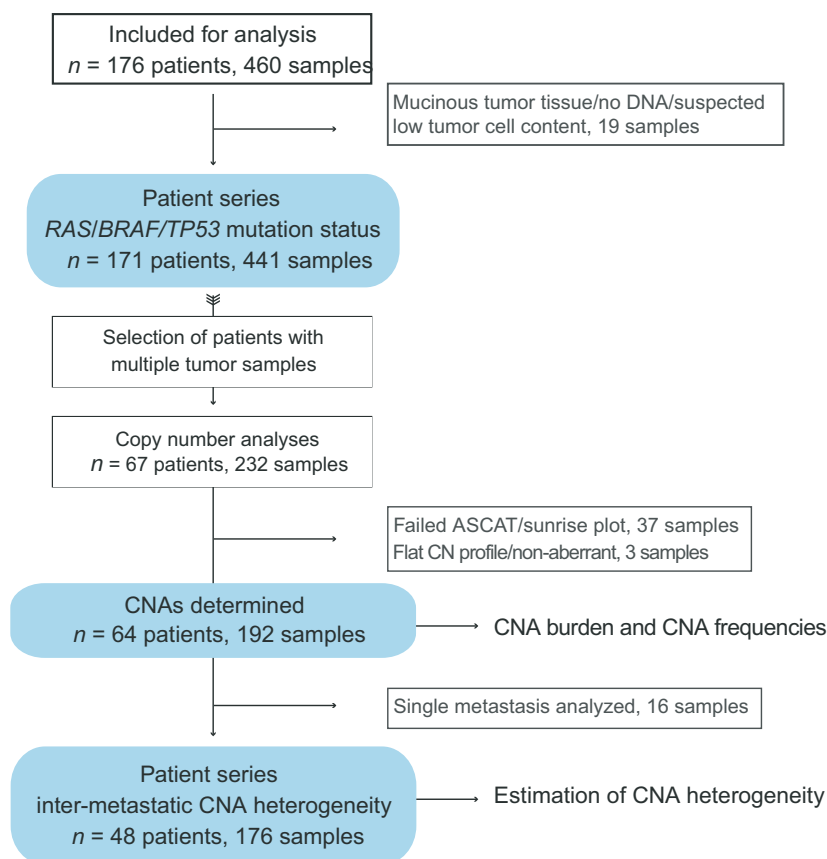 Included for analysis
n = 176 patients, 460 samples
Mucinous tumor tissue/no DNA/suspected
low tumor cell content, 19 samples
Patient series
RAS/BRAF/TP53 mutation status
n = 171 patients, 441 samples
Selection of patients with
multiple tumor samples
Copy number analyses
n = 67 patients, 232 samples
Failed ASCAT/sunrise plot, 37 samples
Flat CN profile/non-aberrant, 3 samples
CNAs determined
n = 64 patients, 192 samples
CNA burden and CNA frequencies
Single metastasis analyzed, 16 samples
Patient series
inter-metastatic CNA heterogeneity
n = 48 patients, 176 samples
Estimation of CNA heterogeneity